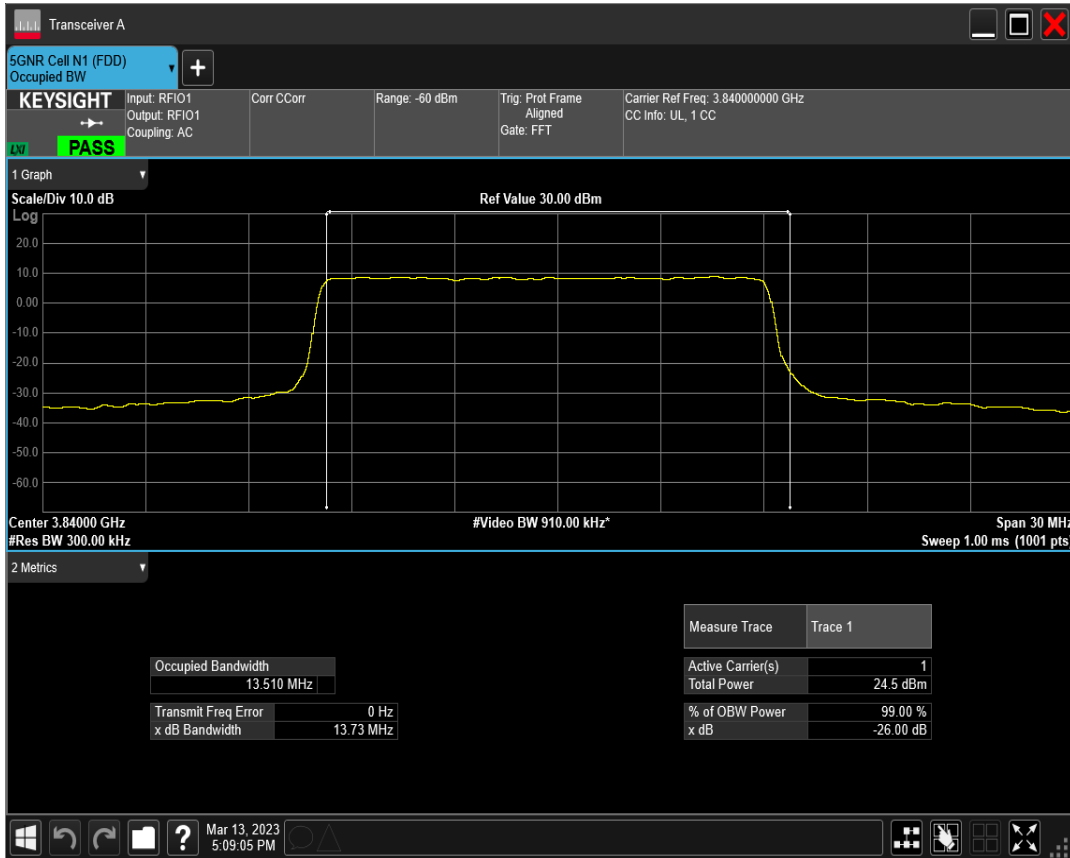 Transceiver A
5GNR Cell N1 (FDD)
Occupied BW
+
KEYSIGHT
LXI
PASS
Input: RFIO1
Output: RFIO1
Coupling: AC
Corr CCorr
Range: -60 dBm
Trig: Prot Frame
Aligned
Gate: FFT
Carrier Ref Freq: 3.840000000 GHz
CC Info: UL, 1 CC
1 Graph
Scale/Div 10.0 dB
Ref Value 30.00 dBm
Log
20.0
10.0
0.00
-10.0
-20.0
-30.0
-40.0
-50.0
-60.0
Center 3.84000 GHz
#Video BW 910.00 kHz*
Span 30 MHz
#Res BW 300.00 kHz
Sweep 1.00 ms (1001 pts)
2 Metrics
Measure Trace Trace 1
Occupied Bandwidth
13.510 MHz
Active Carrier(s) 1
Total Power 24.5 dBm
Transmit Freq Error 0 Hz
x dB Bandwidth 13.73 MHz
% of OBW Power 99.00 %
x dB -26.00 dB
?
Mar 13, 2023
5:09:05 PM